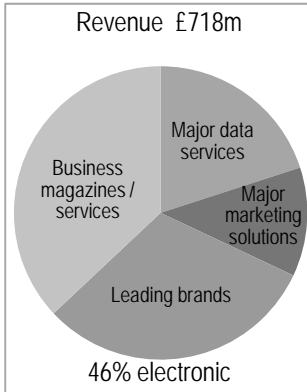 Revenue £718m
Major data
services
Business
magazines /
services
Major
marketing
solutions
Leading brands
46% electronic